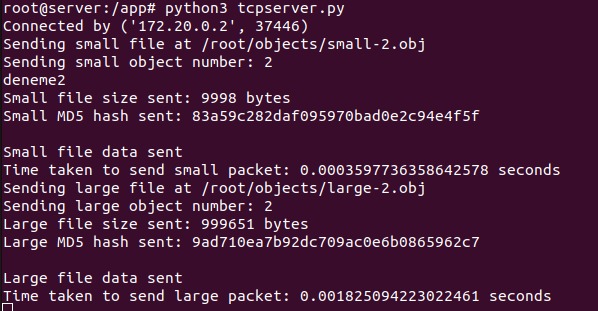 root@server:/app# python3 tcpserver.py
Connected by ('172.20.0.2', 37446)
Sending small file at /root/objects/small-2.obj
Sending small object number: 2
deneme2
Small file size sent: 9998 bytes
Small MD5 hash sent: 83a59c282daf095970bad0e2c94e4f5f
Small file data sent
Time taken to send small packet: 0.0003597736358642578 seconds
Sending large file at /root/objects/large-2.obj
Sending large object number: 2
Large file size sent: 999651 bytes
Large MD5 hash sent: 9ad710ea7b92dc709ac0e6b0865962c7
Large file data sent
Time taken to send large packet: 0.001825094223022461 seconds